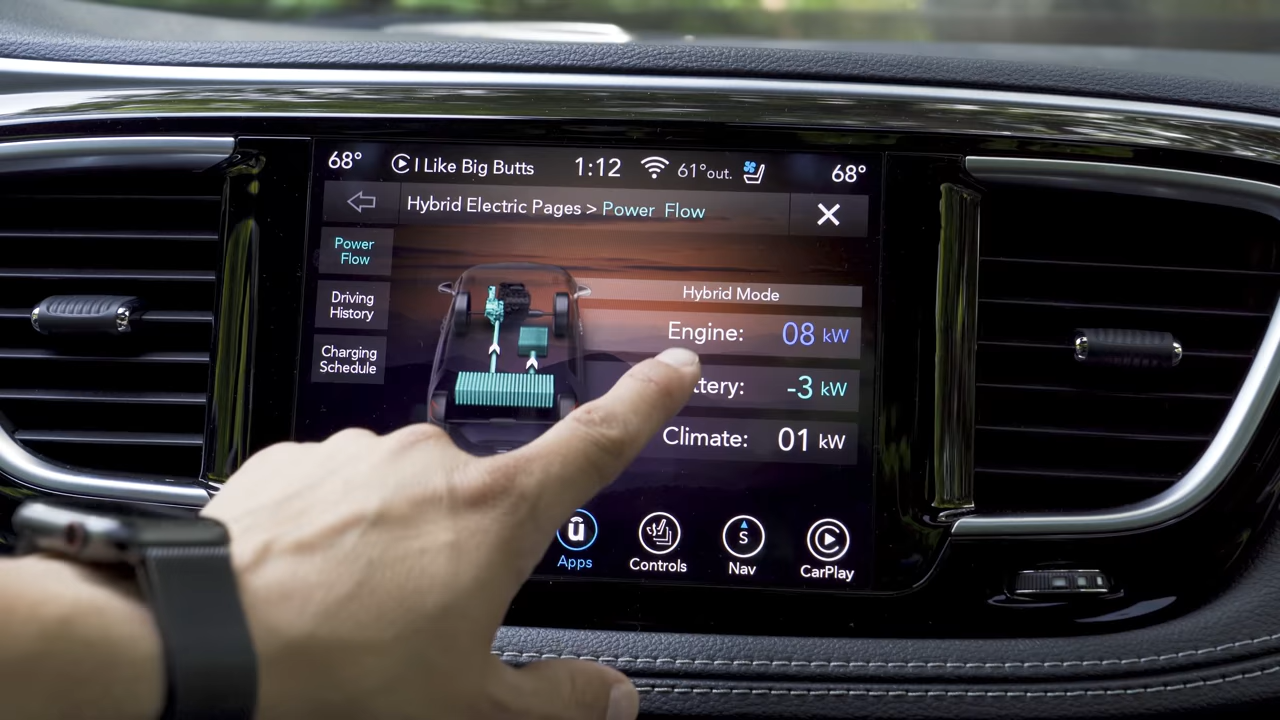 68° I Like Big Butts 1:12 61°out. 68°
Hybrid Electric Pages > Power Flow
Power
Flow
Driving
History
Charging
Schedule
Hybrid Mode
Engine: 08 kW
ttery: -3 kW
Climate: 01 kW
û
Apps
Controls
S
Nav
CarPlay